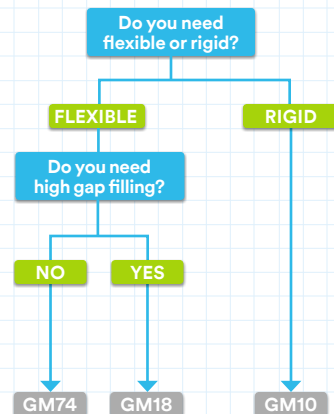 Do you need
flexible or rigid?
FLEXIBLE
RIGID
Do you need
high gap filling?
NO
YES
GM74
GM18
GM10